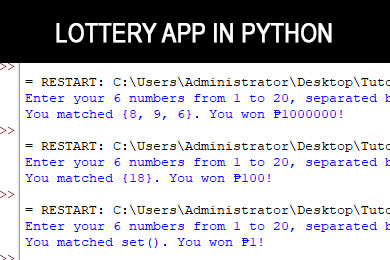 LOTTERY APP IN PYTHON
>>
= RESTART: C:\Users\Administrator\Desktop\Tuto
Enter your 6 numbers from 1 to 20, separated b
You matched {8, 9, 6}. You won ₱1000000!
>>
= RESTART: C:\Users\Administrator\Desktop\Tuto
Enter your 6 numbers from 1 to 20, separated b
You matched {18}. You won ₱100!
>>
= RESTART: C:\Users\Administrator\Desktop\Tuto
Enter your 6 numbers from 1 to 20, separated b
You matched set(). You won ₱1!
>>